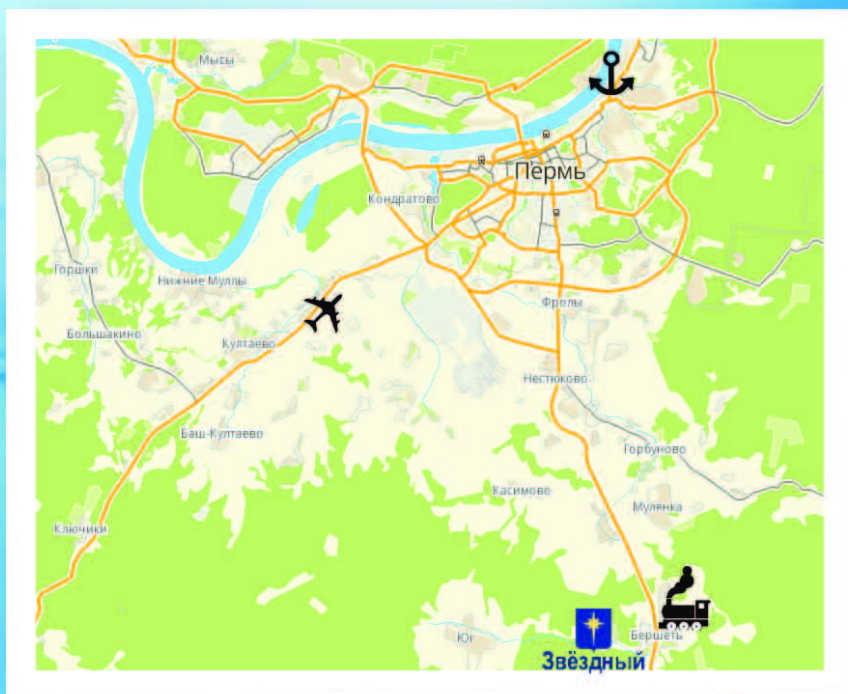 Мысы
Пермь
Кондратово
Горшки
Нижние Муллы
Фролы
Большакино
Култаево
Нестюково
Баш-Култаево
Горбуново
Касимово
Мулянка
Ключики
Юг
Бершеть
Звёздный